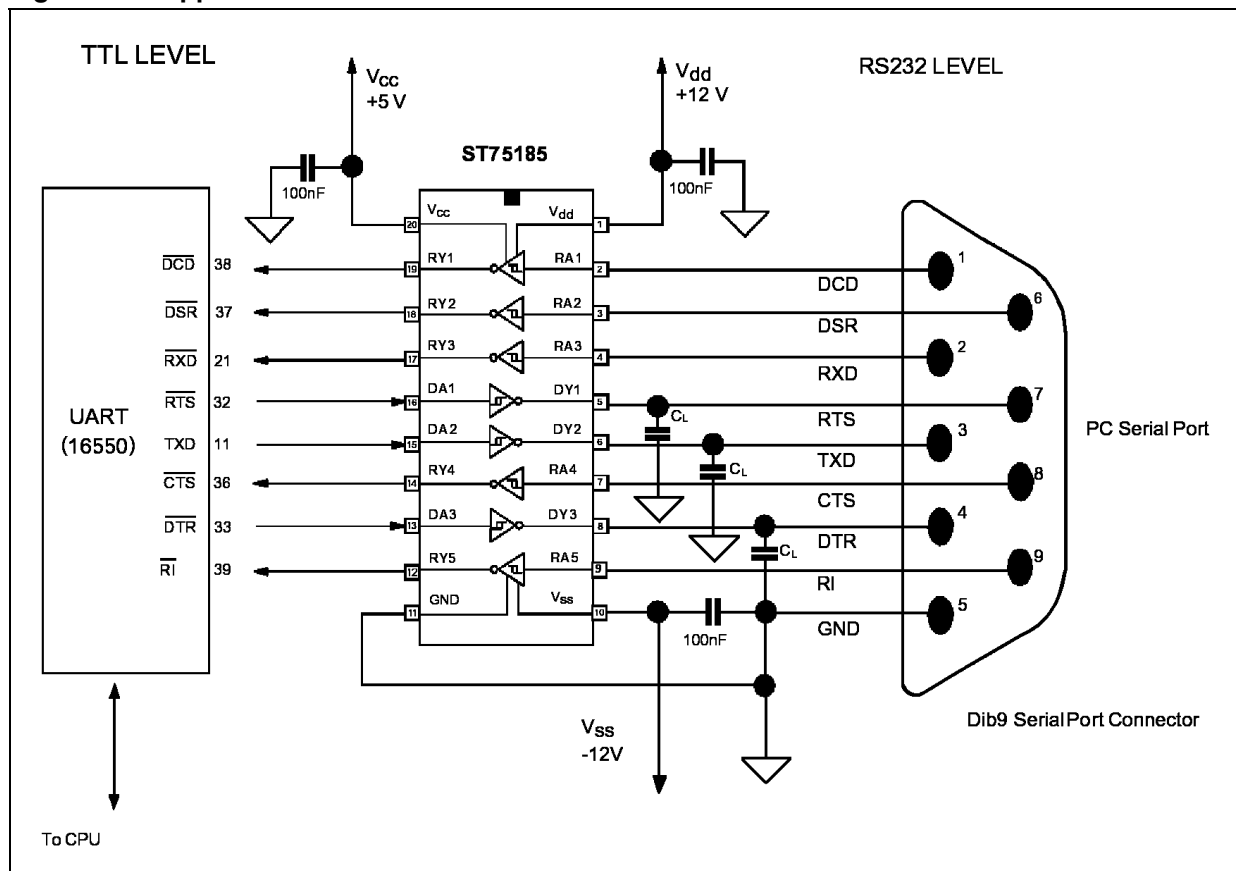 TTL LEVEL
RS232 LEVEL
VCC
+5 V
Vdd
+12 V
ST75185
100nF
100nF
VCC
Vdd
20
1
DCD 38
19
RY1
RA1
2
DCD
1
DSR 37
18
RY2
RA2
3
DSR
6
RXD 21
17
RY3
RA3
4
RXD
2
RTS 32
16
DA1
DY1
5
CL
RTS
7
UART
(16550)
TXD 11
15
DA2
DY2
6
CL
TXD
3
PC Serial Port
CTS 36
14
RY4
RA4
7
CTS
8
DTR 33
13
DA3
DY3
8
CL
DTR
4
RI 39
12
RY5
RA5
9
RI
9
GND
Vss
11
10
100nF
GND
5
VSS
-12V
Dib9 SerialPort Connector
To CPU